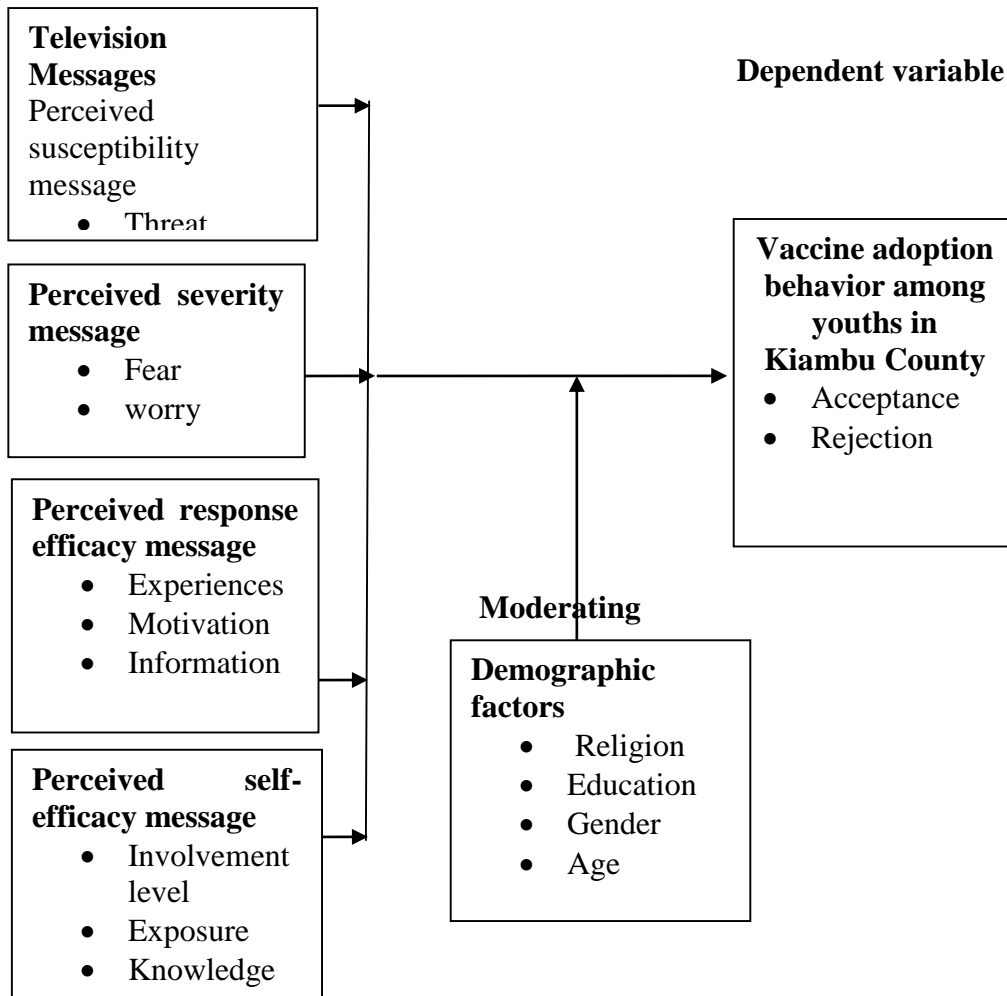 Television
Messages
Perceived
susceptibility
message
• Threat
Dependent variable
Perceived severity
message
• Fear
• worry
Vaccine adoption
behavior among
youths in
Kiambu County
• Acceptance
• Rejection
Perceived response
efficacy message
• Experiences
• Motivation
• Information
Moderating
Demographic
factors
• Religion
• Education
• Gender
• Age
Perceived self-
efficacy message
• Involvement
level
• Exposure
• Knowledge